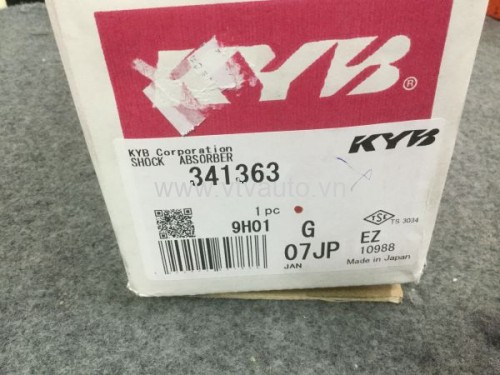 KYB®
KYB Corporation
SHOCK ABSORBER
KYB
341363
www.vtvauto.vn
1 pc
9H01 G
TSE TS 3034
07JP EZ
10988
JAN
Made in Japan